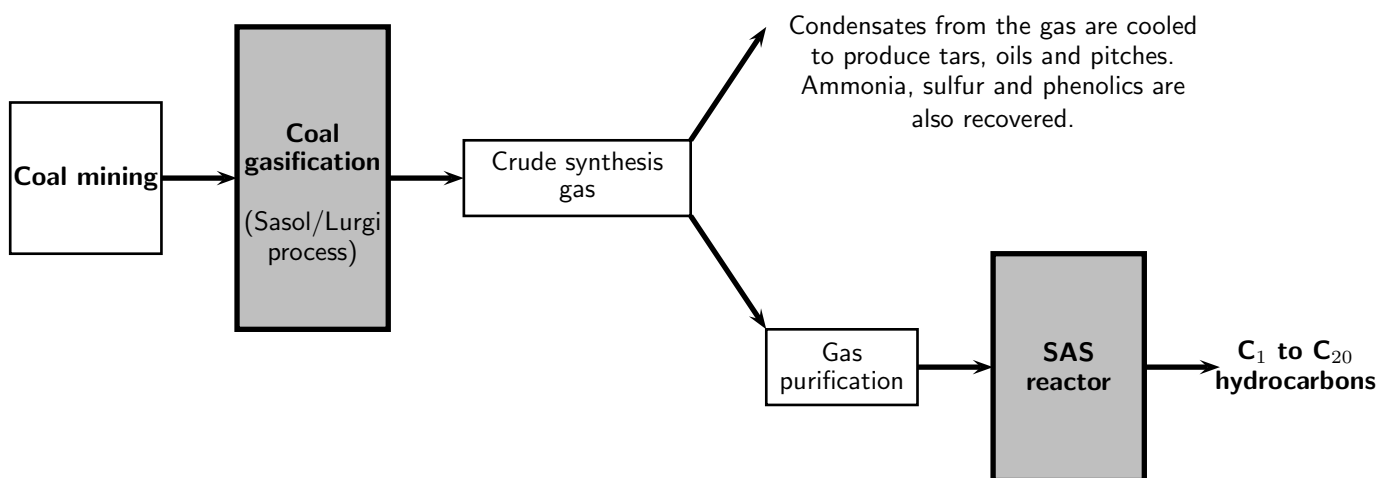 Coal mining
Coal
gasification
(Sasol/Lurgi
process)
Crude synthesis
gas
Condensates from the gas are cooled
to produce tars, oils and pitches.
Ammonia, sulfur and phenolics are
also recovered.
Gas
purification
SAS
reactor
C₁ to C₂₀
hydrocarbons